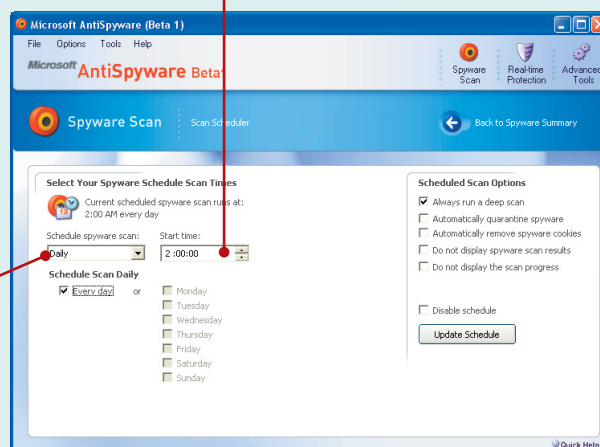 Microsoft AntiSpyware (Beta 1)
File Options Tools Help
Microsoft AntiSpyware Beta1
Spyware Scan
Real-time Protection
Advanced Tools
Spyware Scan
Scan Scheduler
Back to Spyware Summary
Select Your Spyware Schedule Scan Times
Current scheduled spyware scan runs at:
2:00 AM every day
Schedule spyware scan: Start time:
Daily 2 :00:00
Schedule Scan Daily
Every day or Monday
Tuesday
Wednesday
Thursday
Friday
Saturday
Sunday
Scheduled Scan Options
Always run a deep scan
Automatically quarantine spyware
Automatically remove spyware cookies
Do not display spyware scan results
Do not display the scan progress
Disable schedule
Update Schedule
Quick Help